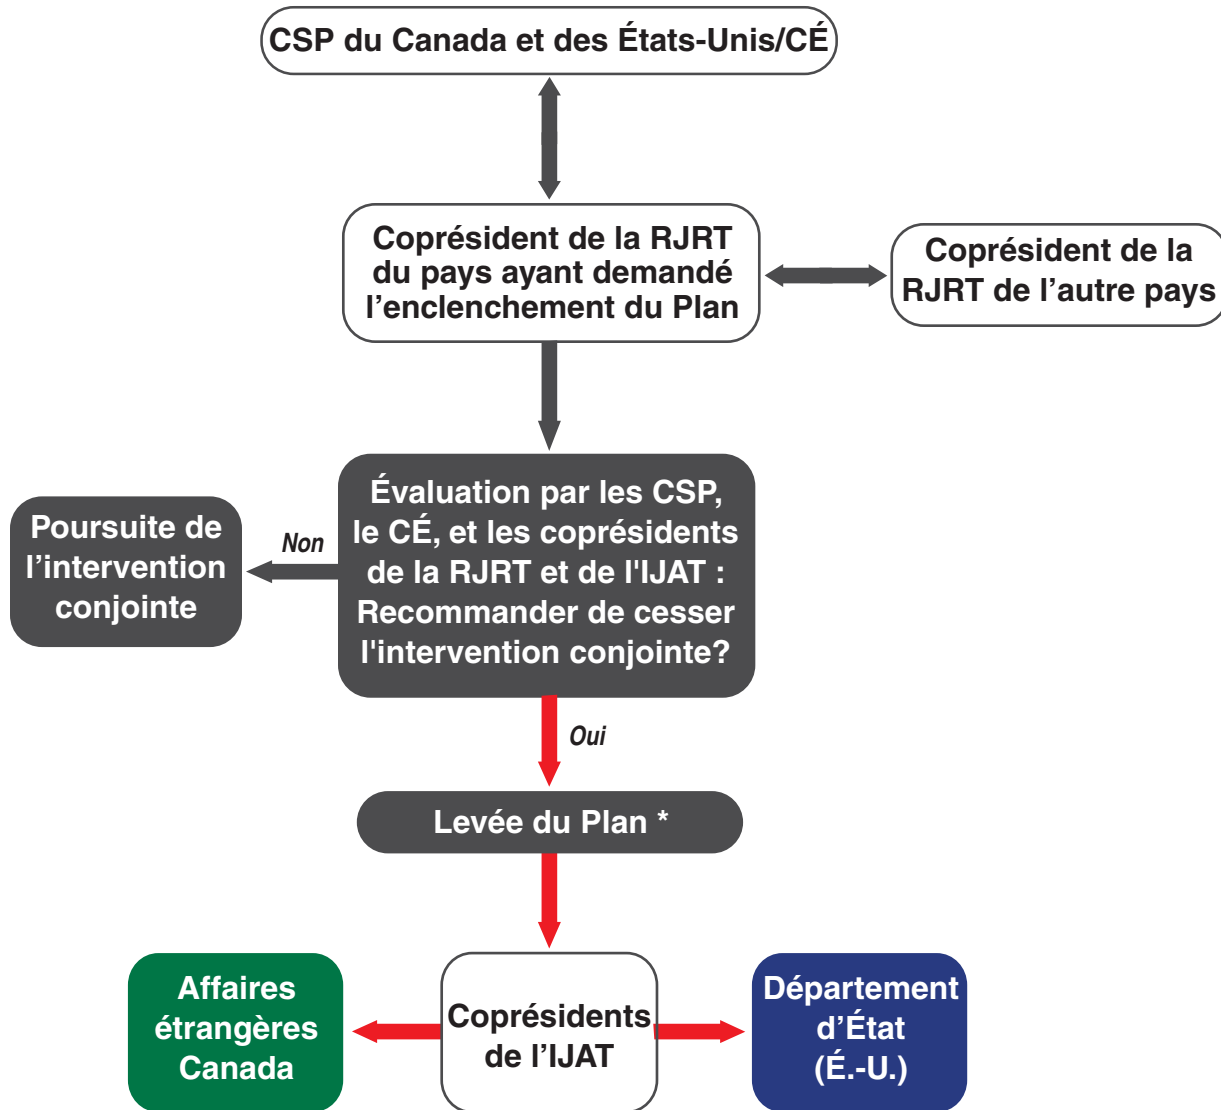 CSP du Canada et des États-Unis/CÉ
Coprésident de la RJRT
du pays ayant demandé
l’enclenchement du Plan
Coprésident de la
RJRT de l’autre pays
Évaluation par les CSP,
le CÉ, et les coprésidents
de la RJRT et de l'IJAT :
Recommander de cesser
l'intervention conjointe?
Non
Poursuite de
l’intervention
conjointe
Oui
Levée du Plan *
Affaires
étrangères
Canada
Coprésidents
de l’IJAT
Département
d’État
(É.-U.)